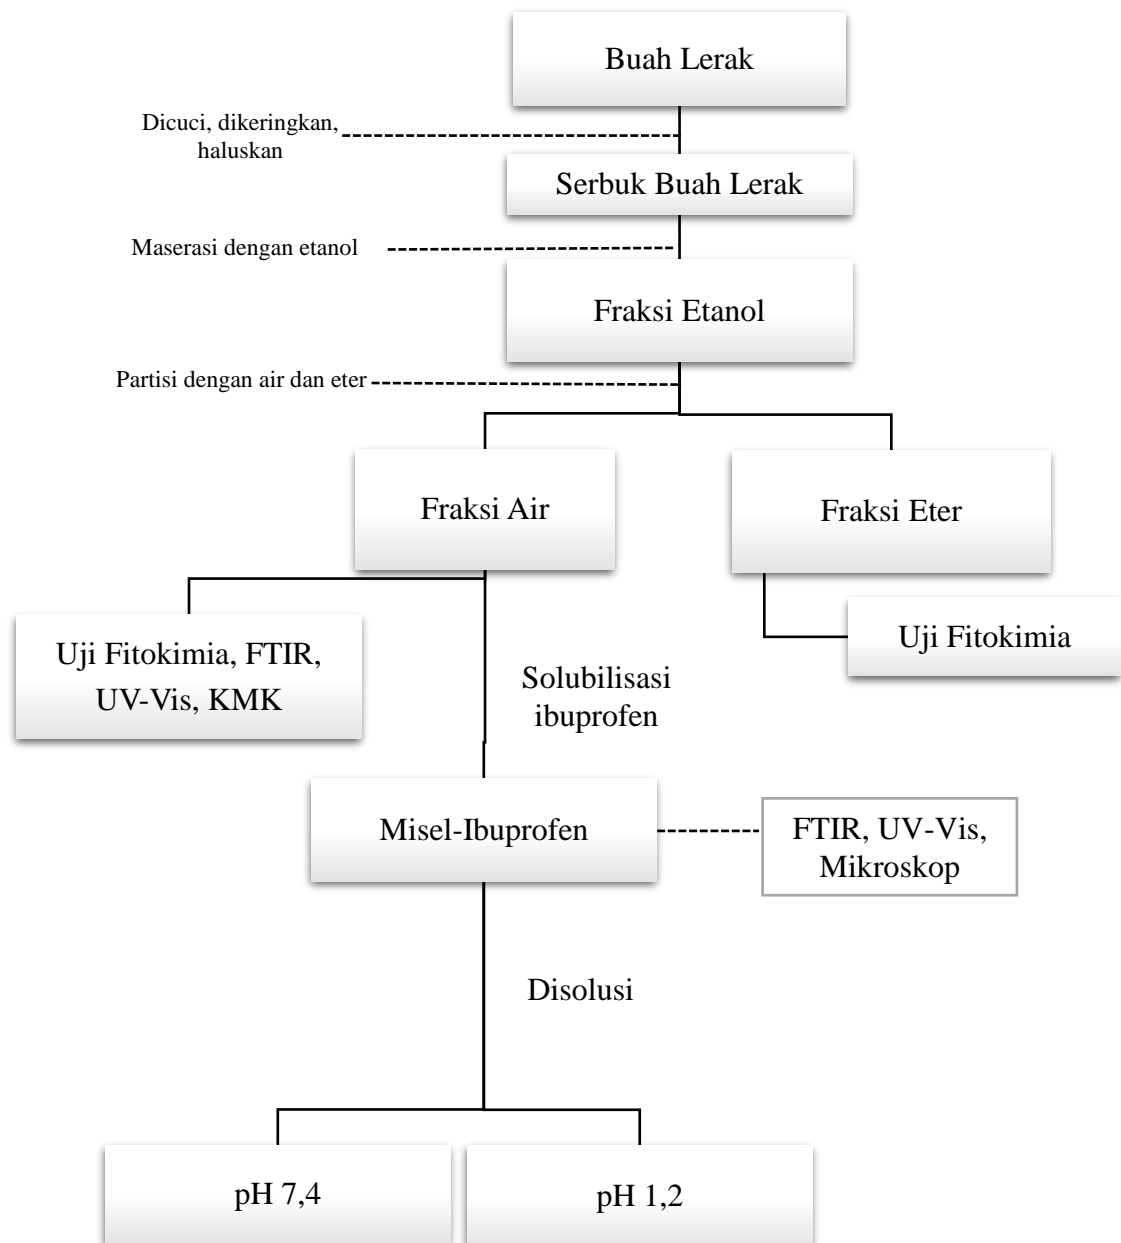 Buah Lerak
Dicuci, dikeringkan,
haluskan
Serbuk Buah Lerak
Maserasi dengan etanol
Fraksi Etanol
Partisi dengan air dan eter
Fraksi Air
Fraksi Eter
Uji Fitokimia, FTIR,
UV-Vis, KMK
Uji Fitokimia
Solubilisasi
ibuprofen
Misel-Ibuprofen
FTIR, UV-Vis,
Mikroskop
Disolusi
pH 7,4
pH 1,2